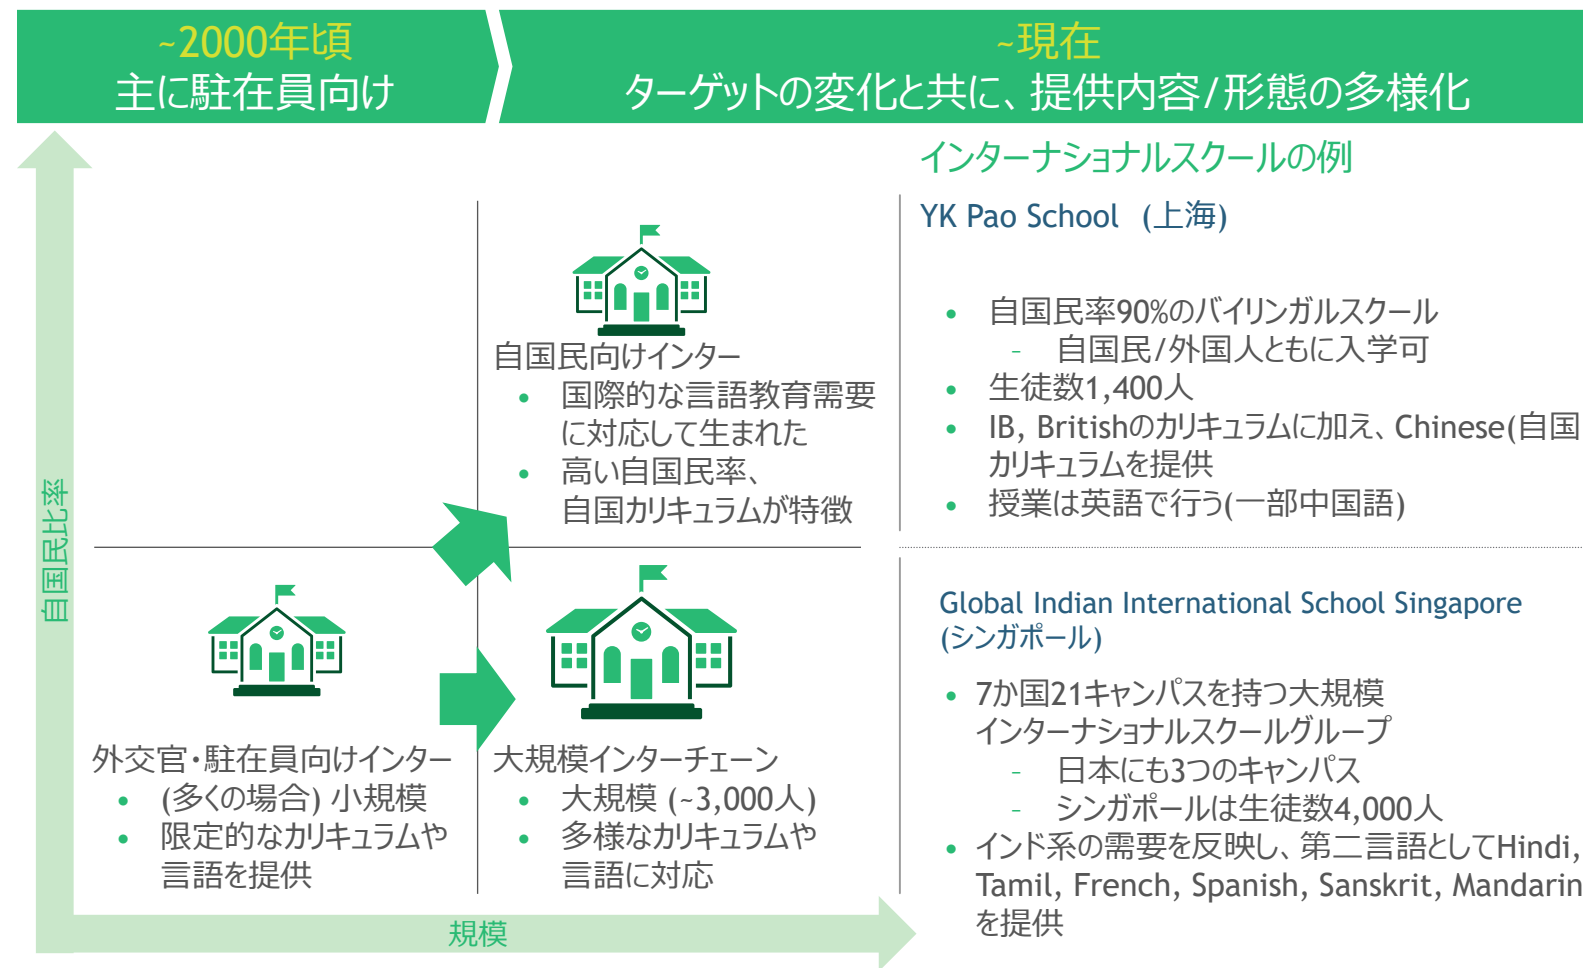 ~2000年頃
主に駐在員向け
~現在
ターゲットの変化と共に、提供内容/形態の多様化
自国民比率
規模
自国民向けインター
• 国際的な言語教育需要
に対応して生まれた
• 高い自国民率、
自国カリキュラムが特徴
外交官・駐在員向けインター
• (多くの場合) 小規模
• 限定的なカリキュラムや
言語を提供
大規模インターチェーン
• 大規模 (~3,000人)
• 多様なカリキュラムや
言語に対応
インターナショナルスクールの例
YK Pao School (上海)
• 自国民率90%のバイリンガルスクール
- 自国民/外国人ともに入学可
• 生徒数1,400人
• IB, Britishのカリキュラムに加え、Chinese(自国
カリキュラムを提供
• 授業は英語で行う(一部中国語)
Global Indian International School Singapore
(シンガポール)
• 7か国21キャンパスを持つ大規模
インターナショナルスクールグループ
- 日本にも3つのキャンパス
- シンガポールは生徒数4,000人
• インド系の需要を反映し、第二言語としてHindi,
Tamil, French, Spanish, Sanskrit, Mandarin
を提供